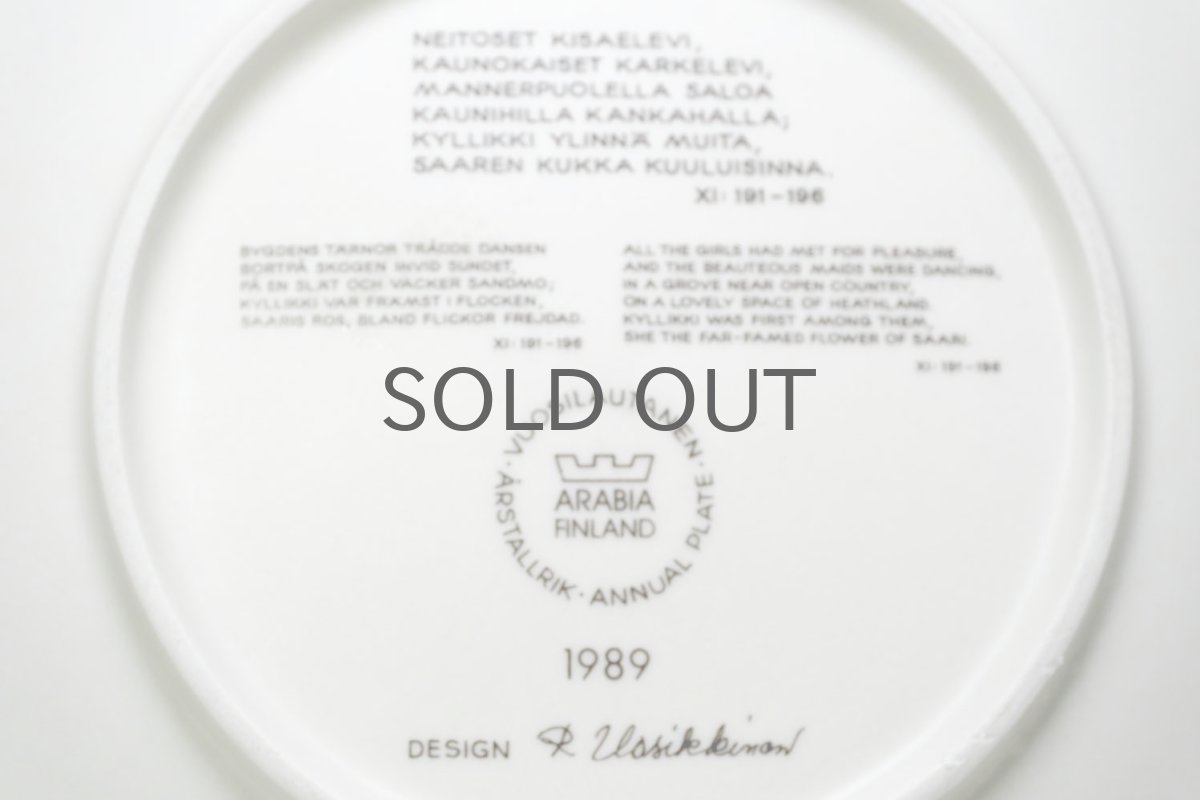 NEITOSET KISAELEVI,
KAUNOKAISET KARKELEVI,
MANNERPUOLELLA SALOA
KAUNIHILLA KANKAHALLA;
KYLLIKKI YLINNÄ MUITA,
SAAREN KUKKA KUULUISINNA.
XI: 191-196
BYGDENS TÄRNOR TRÅDDE DANSEN
BORTPÅ SKOGEN INVID SUNDET,
PÅ EN SLÄT OCH VACKER SANDMO;
KYLLIKKI VAR FRÄMST I FLOCKEN,
SAARIS ROS, BLAND FLICKOR FREJDAD.
XI: 191-196
ALL THE GIRLS HAD MET FOR PLEASURE,
AND THE BEAUTEOUS MAIDS WERE DANCING,
IN A GROVE NEAR OPEN COUNTRY,
ON A LOVELY SPACE OF HEATHLAND.
KYLLIKKI WAS FIRST AMONG THEM,
SHE THE FAR-FAMED FLOWER OF SAARI.
XI: 191-196
SOLD OUT
· VUOSILAUTANEN ·
ARABIA
FINLAND
ÅRSTALLRIK · ANNUAL PLATE
1989
DESIGN R Uosikkinen